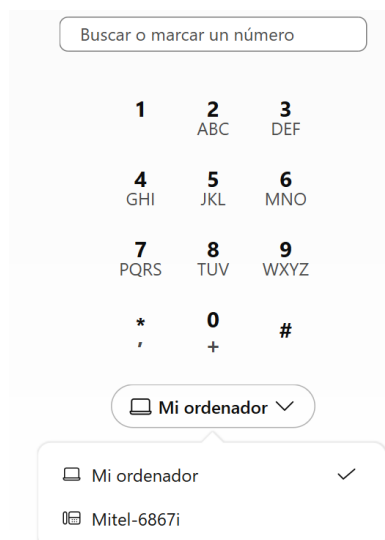 Buscar o marcar un número
1 2 3
ABC DEF
4 5 6
GHI JKL MNO
7 8 9
PQRS TUV WXYZ
* 0 #
, +
Mi ordenador
Mi ordenador
Mitel-6867i